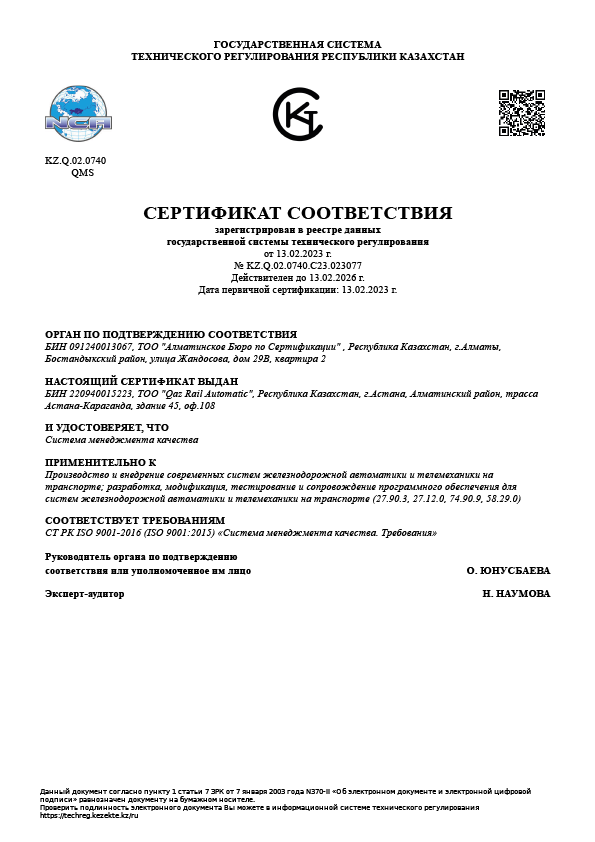 ГОСУДАРСТВЕННАЯ СИСТЕМА
ТЕХНИЧЕСКОГО РЕГУЛИРОВАНИЯ РЕСПУБЛИКИ КАЗАХСТАН
NCA
KZ.Q.02.0740
QMS
СЕРТИФИКАТ СООТВЕТСТВИЯ
зарегистрирован в реестре данных
государственной системы технического регулирования
от 13.02.2023 г.
№ KZ.Q.02.0740.C23.023077
Действителен до 13.02.2026 г.
Дата первичной сертификации: 13.02.2023 г.
ОРГАН ПО ПОДТВЕРЖДЕНИЮ СООТВЕТСТВИЯ
БИН 091240013067, ТОО "Алматинское Бюро по Сертификации" , Республика Казахстан, г.Алматы,
Бостандыкский район, улица Жандосова, дом 29В, квартира 2
НАСТОЯЩИЙ СЕРТИФИКАТ ВЫДАН
БИН 220940015223, ТОО "Qaz Rail Automatic", Республика Казахстан, г.Астана, Алматинский район, трасса
Астана-Караганда, здание 45, оф.108
И УДОСТОВЕРЯЕТ, ЧТО
Система менеджмента качества
ПРИМЕНИТЕЛЬНО К
Производство и внедрение современных систем железнодорожной автоматики и телемеханики на
транспорте; разработка, модификация, тестирование и сопровождение программного обеспечения для
систем железнодорожной автоматики и телемеханики на транспорте (27.90.3, 27.12.0, 74.90.9, 58.29.0)
СООТВЕТСТВУЕТ ТРЕБОВАНИЯМ
СТ РК ISO 9001-2016 (ISO 9001:2015) «Система менеджмента качества. Требования»
Руководитель органа по подтверждению
соответствия или уполномоченное им лицо О. ЮНУСБАЕВА
Эксперт-аудитор Н. НАУМОВА
Данный документ согласно пункту 1 статьи 7 ЗРК от 7 января 2003 года N370-II «Об электронном документе и электронной цифровой
подписи» равнозначен документу на бумажном носителе.
Проверить подлинность электронного документа Вы можете в информационной системе технического регулирования
https://techreg.kezekte.kz/ru